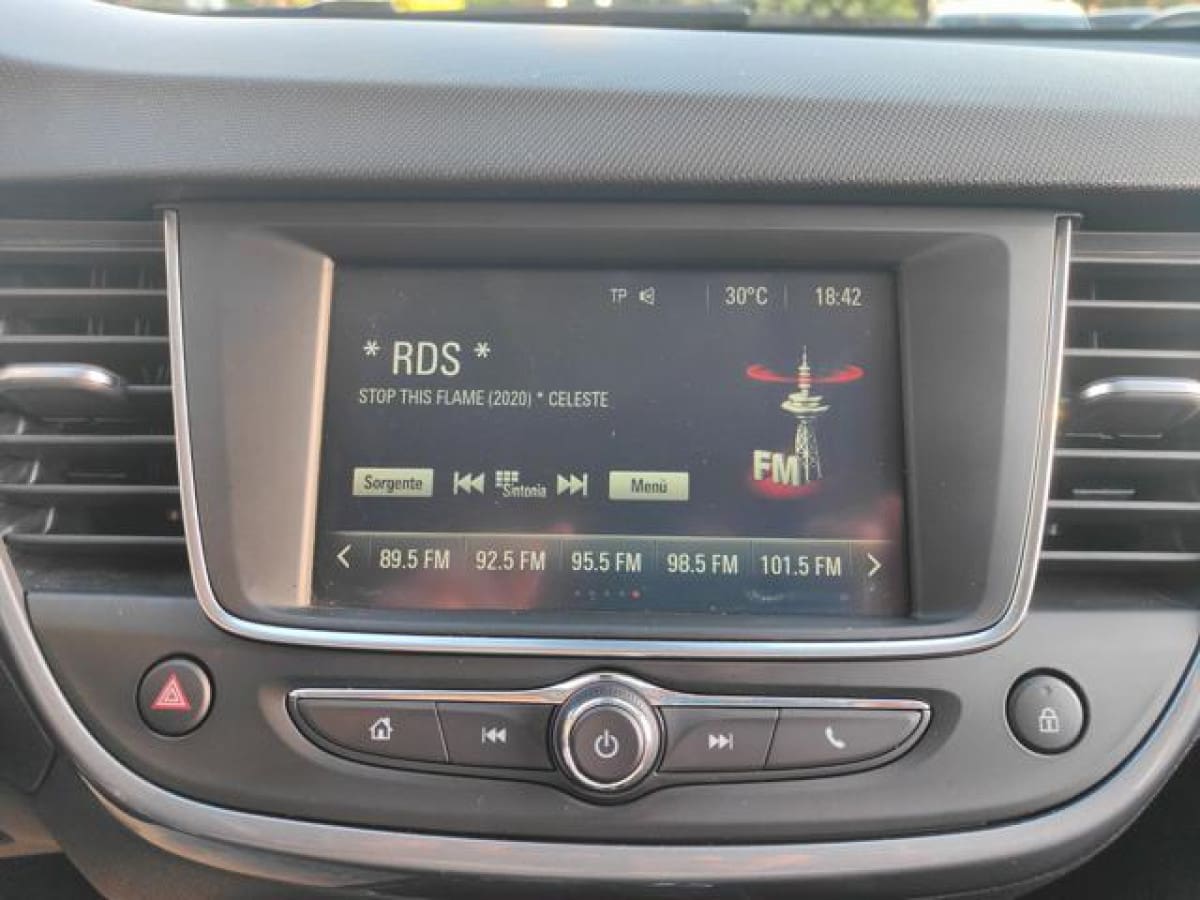 TP 30°C 18:42
* RDS *
STOP THIS FLAME (2020) * CELESTE
FM
Sorgente Sintonia Menù
89.5 FM 92.5 FM 95.5 FM 98.5 FM 101.5 FM